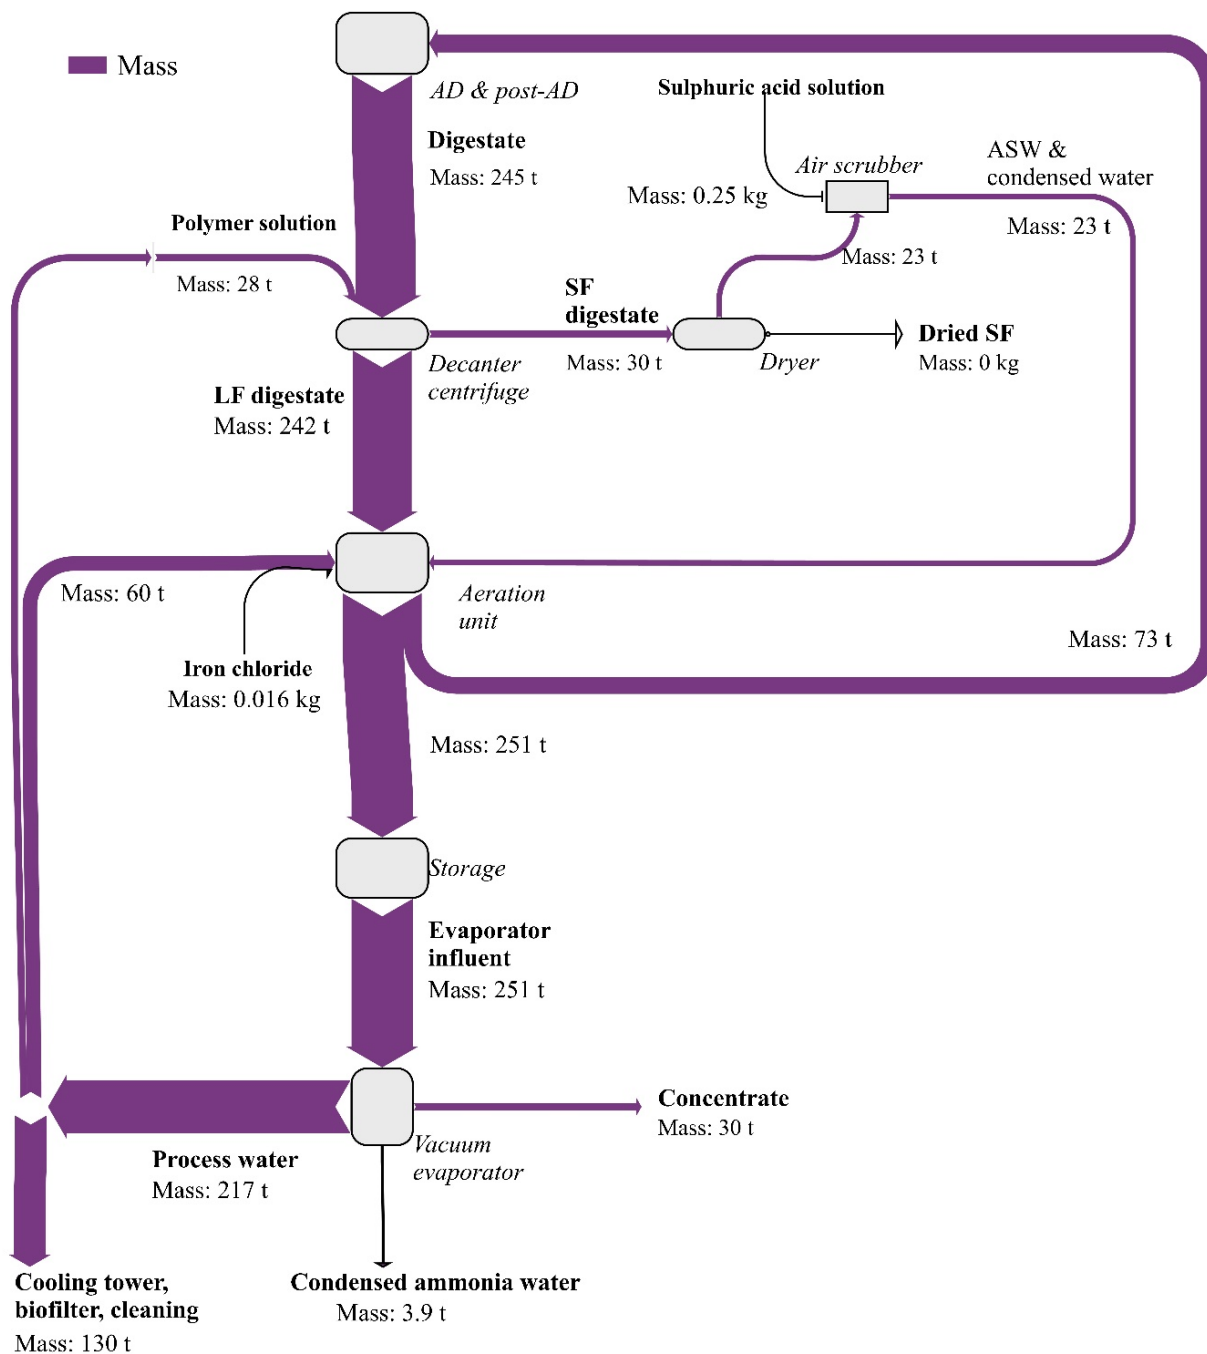 Mass
AD & post-AD
Sulphuric acid solution
Digestate
Mass: 245 t
Air scrubber
ASW &
condensed water
Mass: 0.25 kg
Mass: 23 t
Polymer solution
Mass: 28 t
Mass: 23 t
SF
digestate
Mass: 30 t
Dryer
Dried SF
Mass: 0 kg
Decanter
centrifuge
LF digestate
Mass: 242 t
Mass: 60 t
Aeration
unit
Iron chloride
Mass: 0.016 kg
Mass: 73 t
Mass: 251 t
Storage
Evaporator
influent
Mass: 251 t
Concentrate
Mass: 30 t
Vacuum
evaporator
Process water
Mass: 217 t
Cooling tower,
biofilter, cleaning
Mass: 130 t
Condensed ammonia water
Mass: 3.9 t